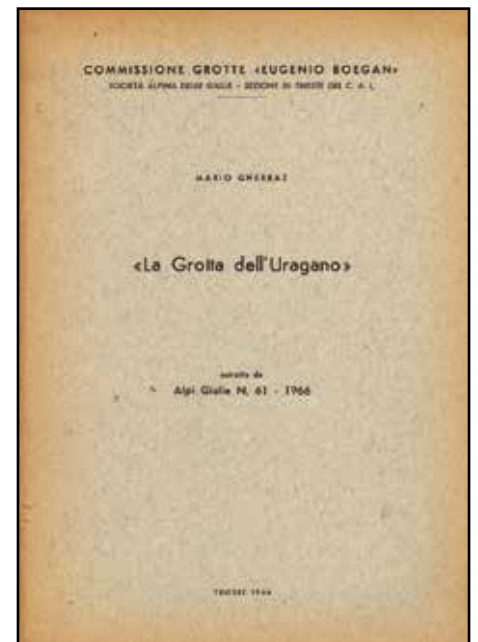 COMMISSIONE GROTTE «EUGENIO BOEGAN»
SOCIETÀ ALPINA DELLE GIULIE - SEZIONE DI TRIESTE DEL C. A. I.
MARIO GHERBAZ
«La Grotta dell'Uragano»
estratto da
Alpi Giulie N. 61 - 1966
TRIESTE 1966